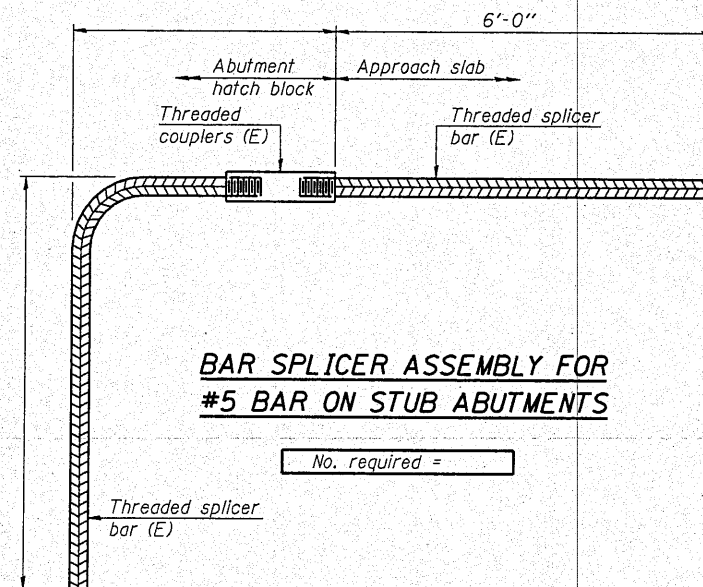 6'-0"
Abutment
hatch block
Approach slab
Threaded
couplers (E)
Threaded splicer
bar (E)
BAR SPLICER ASSEMBLY FOR
#5 BAR ON STUB ABUTMENTS
No. required =
Threaded splicer
bar (E)